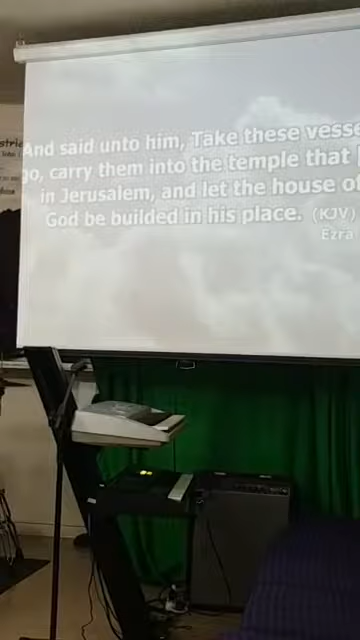 And said unto him, Take these vesse
go, carry them into the temple that
in Jerusalem, and let the house of
God be builded in his place. (KJV)
Ezra